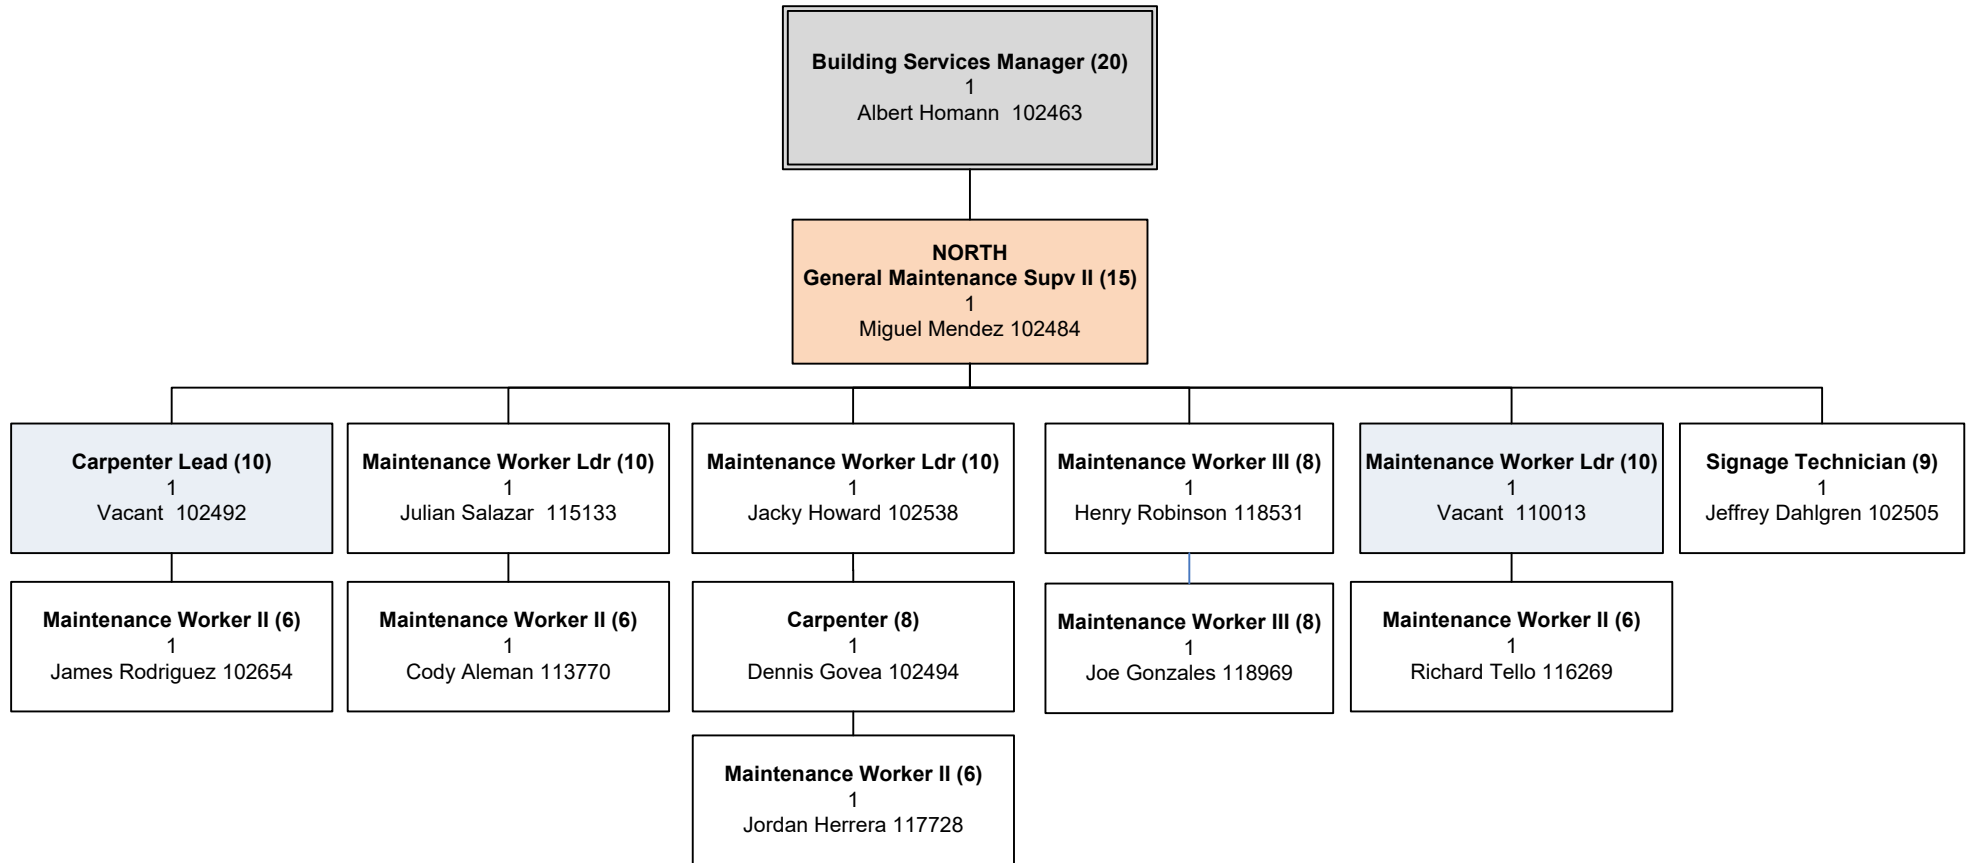 Building Services Manager (20)
1
Albert Homann  102463
NORTH
General Maintenance Supv II (15)
1
Miguel Mendez 102484
Carpenter Lead (10)
1
Vacant  102492
Maintenance Worker Ldr (10)
1
Julian Salazar  115133
Maintenance Worker Ldr (10)
1
Jacky Howard 102538
Maintenance Worker III (8)
1
Henry Robinson 118531
Maintenance Worker Ldr (10)
1
Vacant  110013
Signage Technician (9)
1
Jeffrey Dahlgren 102505
Maintenance Worker II (6)
1
James Rodriguez 102654
Maintenance Worker II (6)
1
Cody Aleman 113770
Carpenter (8)
1
Dennis Govea 102494
Maintenance Worker III (8)
1
Joe Gonzales 118969
Maintenance Worker II (6)
1
Richard Tello 116269
Maintenance Worker II (6)
1
Jordan Herrera 117728